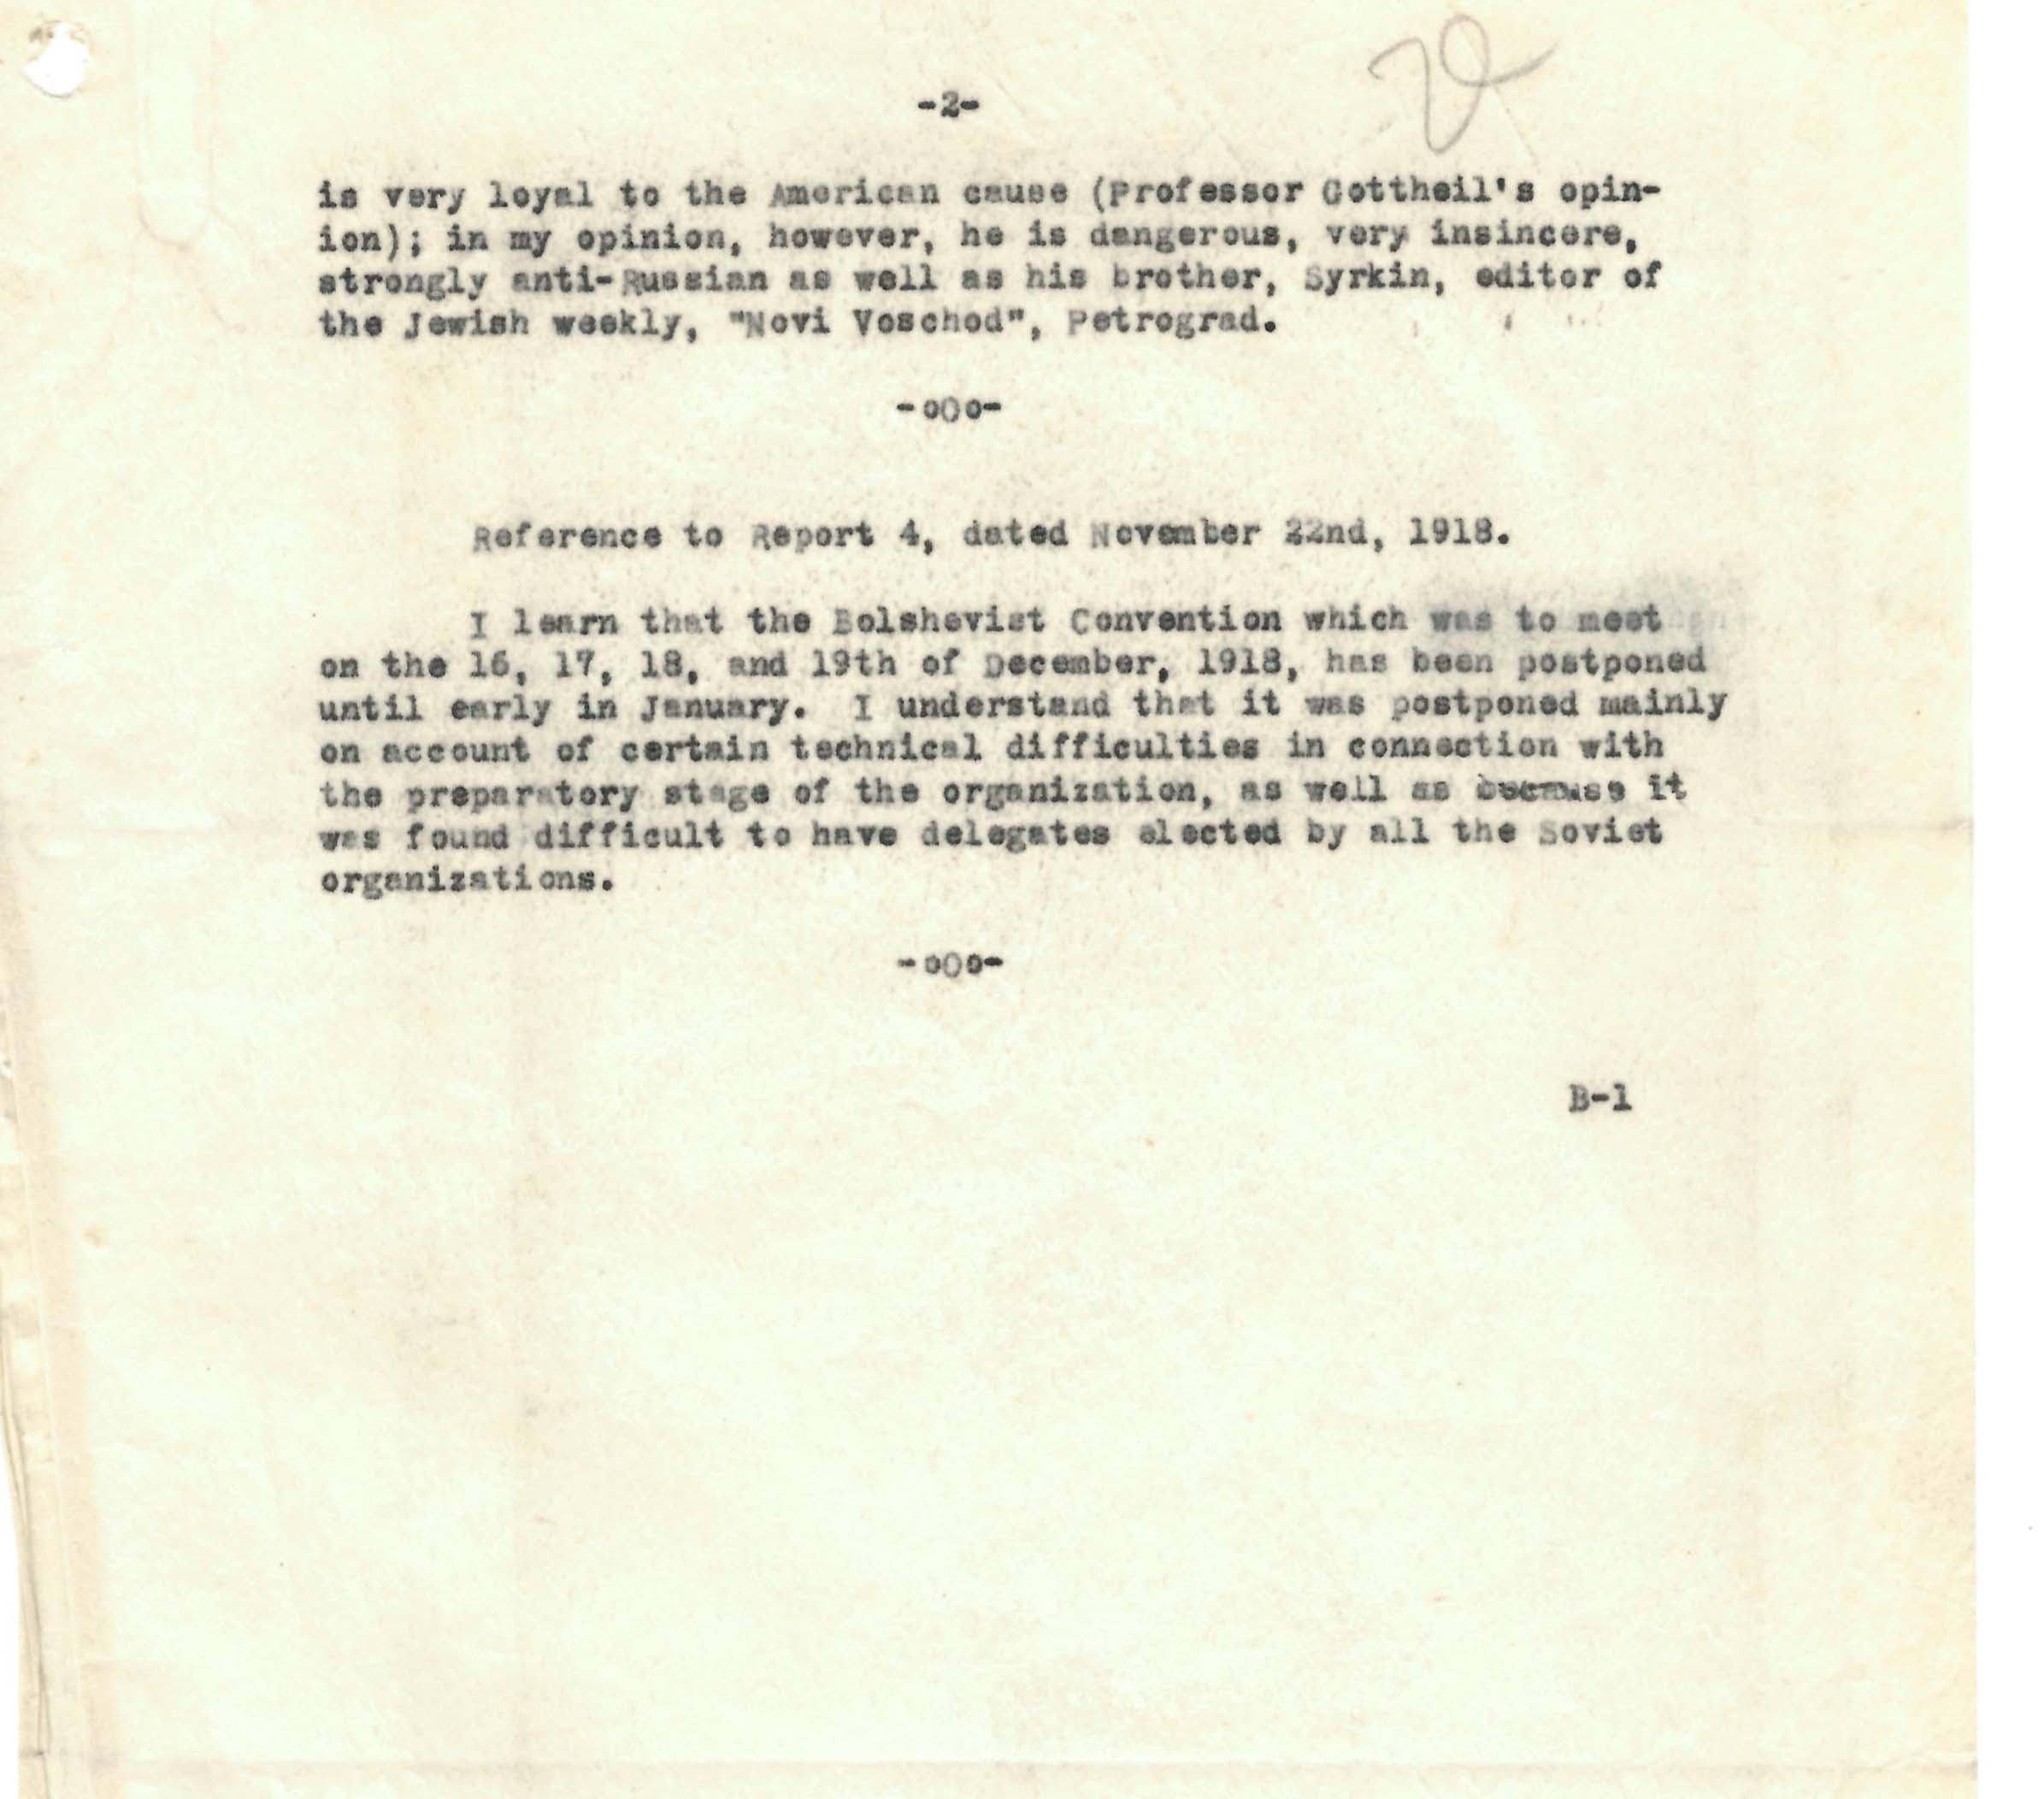 -2-
is very loyal to the American cause (Professor Gottheil's opin-
ion); in my opinion, however, he is dangerous, very insincere,
strongly anti-Russian as well as his brother, Syrkin, editor of
the Jewish weekly, "Novi Voschod", Petrograd.
-oOo-
Reference to Report 4, dated November 22nd, 1918.
I learn that the Bolshevist Convention which was to meet
on the 16, 17, 18, and 19th of December, 1918, has been postponed
until early in January. I understand that it was postponed mainly
on account of certain technical difficulties in connection with
the preparatory stage of the organization, as well as because it
was found difficult to have delegates elected by all the Soviet
organizations.
-oOo-
B-1